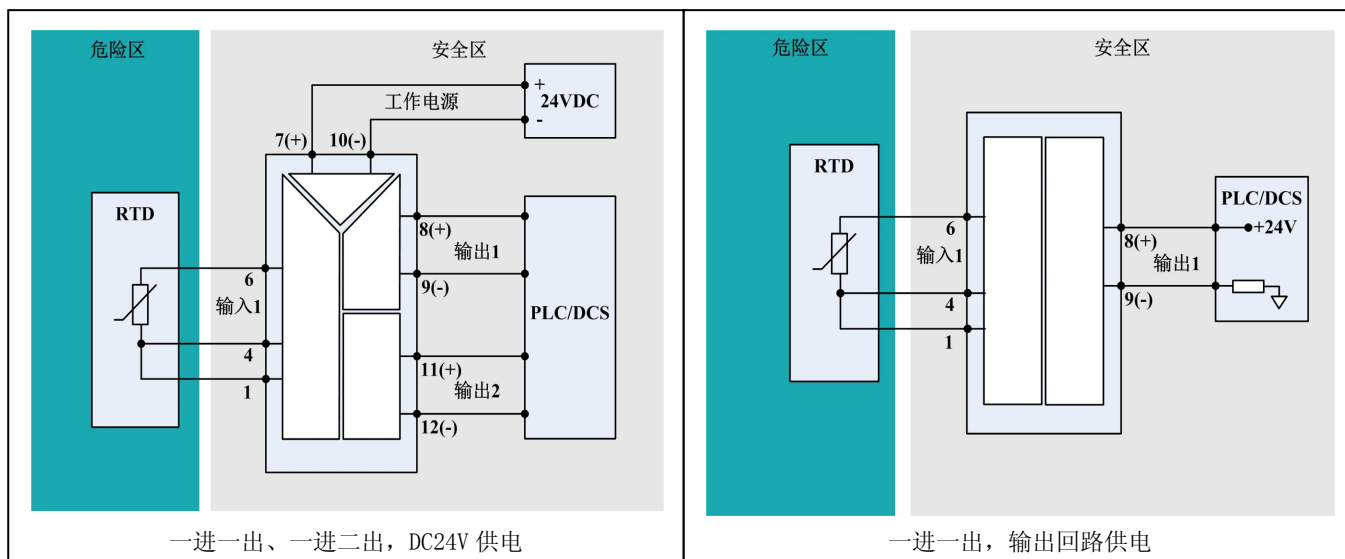 危险区
安全区
工作电源
+
24VDC
-
7(+)
10(-)
RTD
6
输入1
4
1
8(+)
输出1
9(-)
PLC/DCS
11(+)
输出2
12(-)
一进一出、一进二出，DC24V 供电
危险区
安全区
RTD
6
输入1
4
1
PLC/DCS
+24V
8(+)
输出1
9(-)
一进一出，输出回路供电